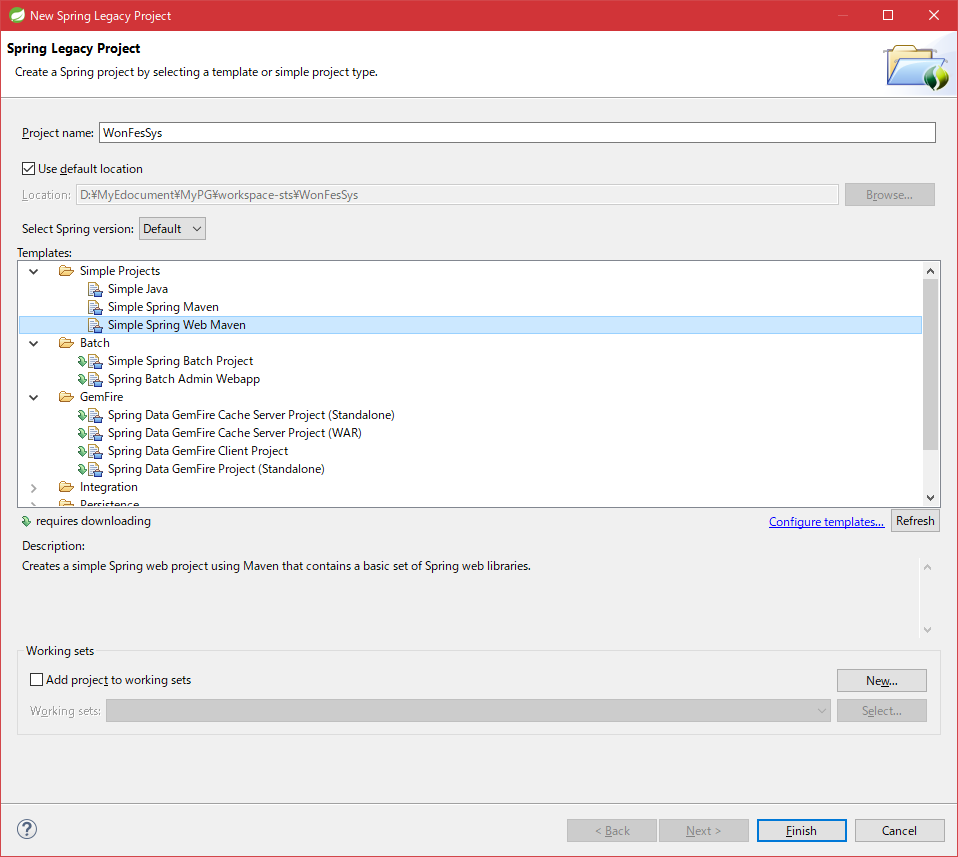 New Spring Legacy Project
Spring Legacy Project
Create a Spring project by selecting a template or simple project type.
Project name: WonFesSys
Use default location
Location: D:¥MyEdocument¥MyPG¥workspace-sts¥WonFesSys Browse...
Select Spring version: Default
Templates:
Simple Projects
Simple Java
Simple Spring Maven
Simple Spring Web Maven
Batch
Simple Spring Batch Project
Spring Batch Admin Webapp
GemFire
Spring Data GemFire Cache Server Project (Standalone)
Spring Data GemFire Cache Server Project (WAR)
Spring Data GemFire Client Project
Spring Data GemFire Project (Standalone)
Integration
Persistence
requires downloading Configure templates... Refresh
Description:
Creates a simple Spring web project using Maven that contains a basic set of Spring web libraries.
Working sets
Add project to working sets New...
Working sets: Select...
? < Back Next > Finish Cancel